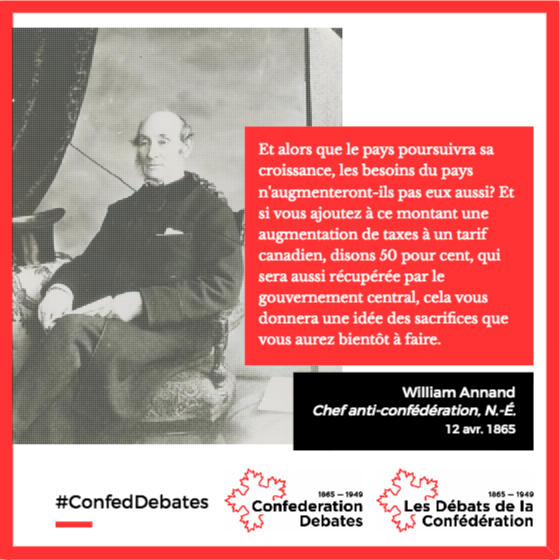 Et alors que le pays poursuivra sa
croissance, les besoins du pays
n'augmenteront-ils pas eux aussi? Et
si vous ajoutez à ce montant une
augmentation de taxes à un tarif
canadien, disons 50 pour cent, qui
sera aussi récupérée par le
gouvernement central, cela vous
donnera une idée des sacrifices que
vous aurez bientôt à faire.
William Annand
Chef anti-confédération, N.-É.
12 avr. 1865
#ConfedDebates
1865 — 1949
Confederation
Debates
1865 — 1949
Les Débats de la
Confédération